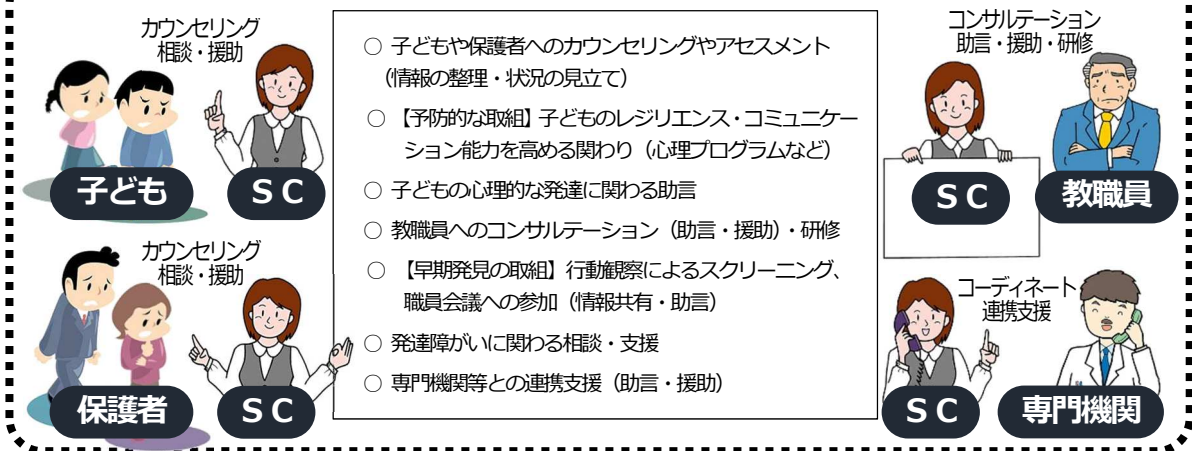 カウンセリング
相談・援助
子ども
ＳＣ
カウンセリング
相談・援助
保護者
ＳＣ
○ 子どもや保護者へのカウンセリングやアセスメント
（情報の整理・状況の見立て）
○ 【予防的な取組】子どものレジリエンス・コミュニケー
ション能力を高める関わり（心理プログラムなど）
○ 子どもの心理的な発達に関わる助言
○ 教職員へのコンサルテーション（助言・援助）・研修
○ 【早期発見の取組】行動観察によるスクリーニング、
職員会議への参加（情報共有・助言）
○ 発達障がいに関わる相談・支援
○ 専門機関等との連携支援（助言・援助）
コンサルテーション
助言・援助・研修
ＳＣ
教職員
コーディネート
連携支援
ＳＣ
専門機関